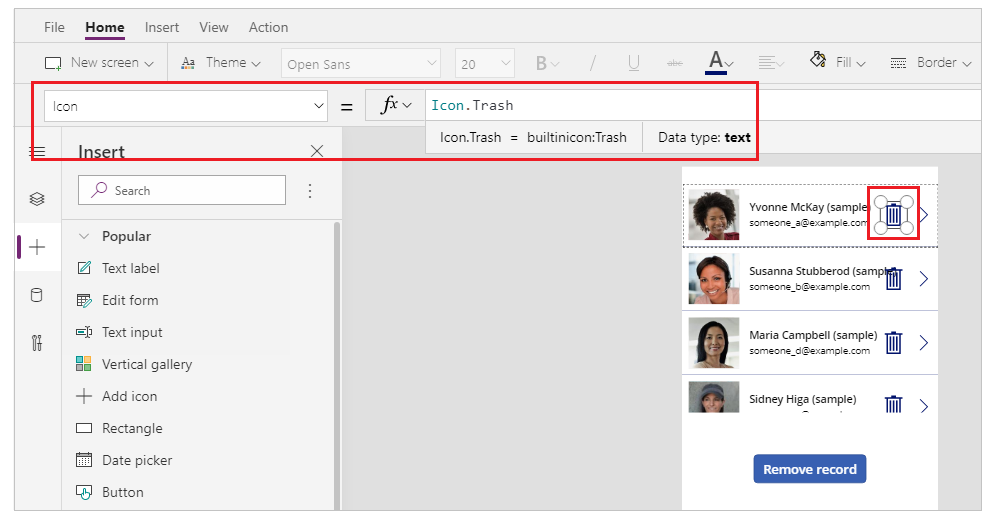 File Home Insert View Action
New screen Aa Theme Open Sans 20 B / U abc A Fill Border
Icon = fx Icon.Trash
Icon.Trash = builtinicon:Trash Data type: text
Insert
Search
Popular
Text label
Edit form
Text input
Vertical gallery
Add icon
Rectangle
Date picker
Button
Yvonne McKay (sample)
someone_a@example.com
Susanna Stubberod (sample)
someone_b@example.com
Maria Campbell (sample)
someone_d@example.com
Sidney Higa (sample)
Remove record